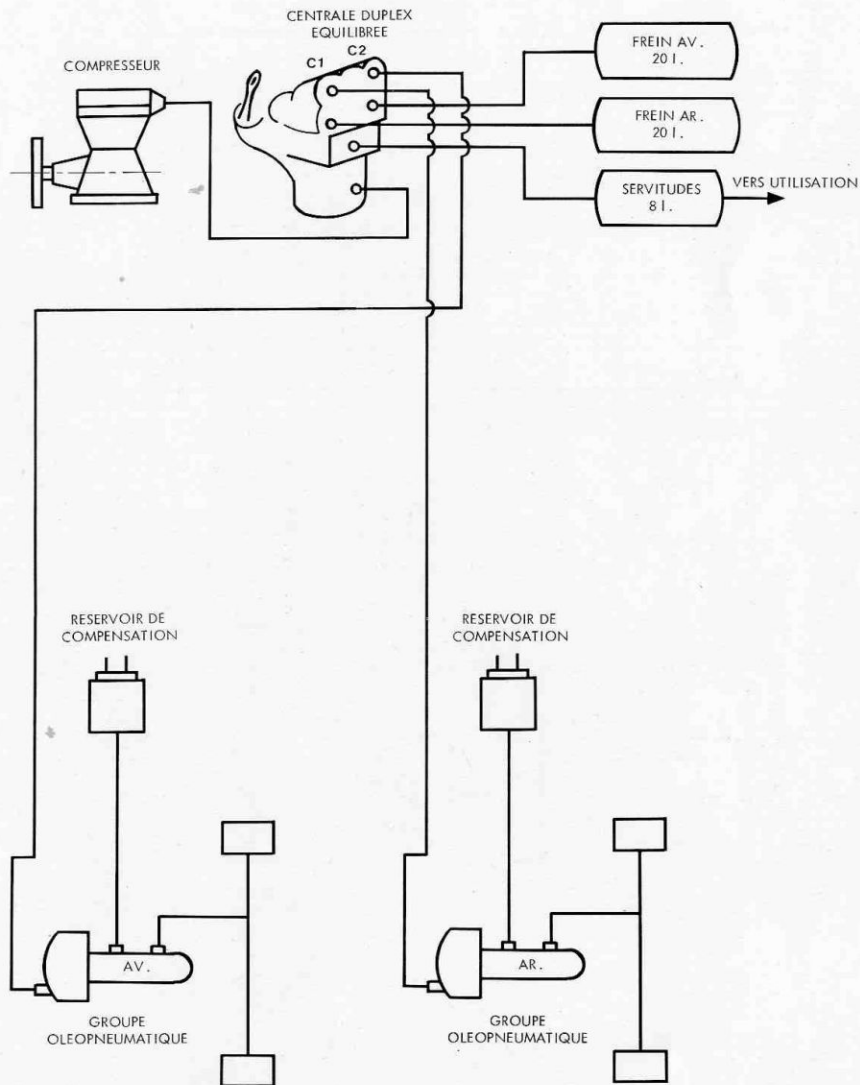 CENTRALE DUPLEX
EQUILIBREE
C1 C2
COMPRESSEUR
FREIN AV.
20 l.
FREIN AR.
20 l.
SERVITUDES
8 l.
VERS UTILISATION
RESERVOIR DE
COMPENSATION
RESERVOIR DE
COMPENSATION
AV.
AR.
GROUPE
OLEOPNEUMATIQUE
GROUPE
OLEOPNEUMATIQUE